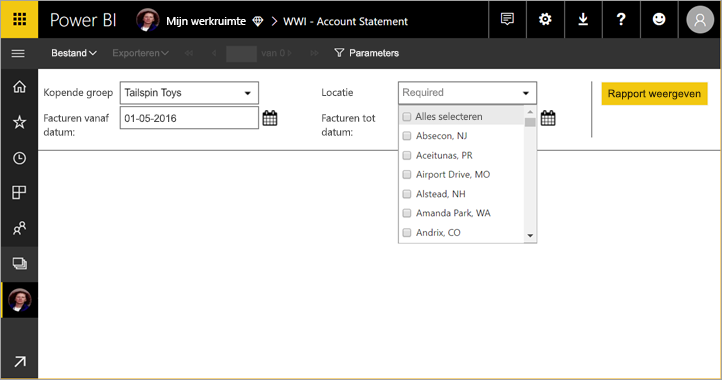 Power BI Mijn werkruimte > WWI - Account Statement ?
Bestand Exporteren van 0 Parameters
Kopende groep Tailspin Toys Locatie Required Rapport weergeven
Facturen vanaf datum: 01-05-2016 Facturen tot datum:
Alles selecteren
Absecon, NJ
Aceitunas, PR
Airport Drive, MO
Alstead, NH
Amanda Park, WA
Andrix, CO